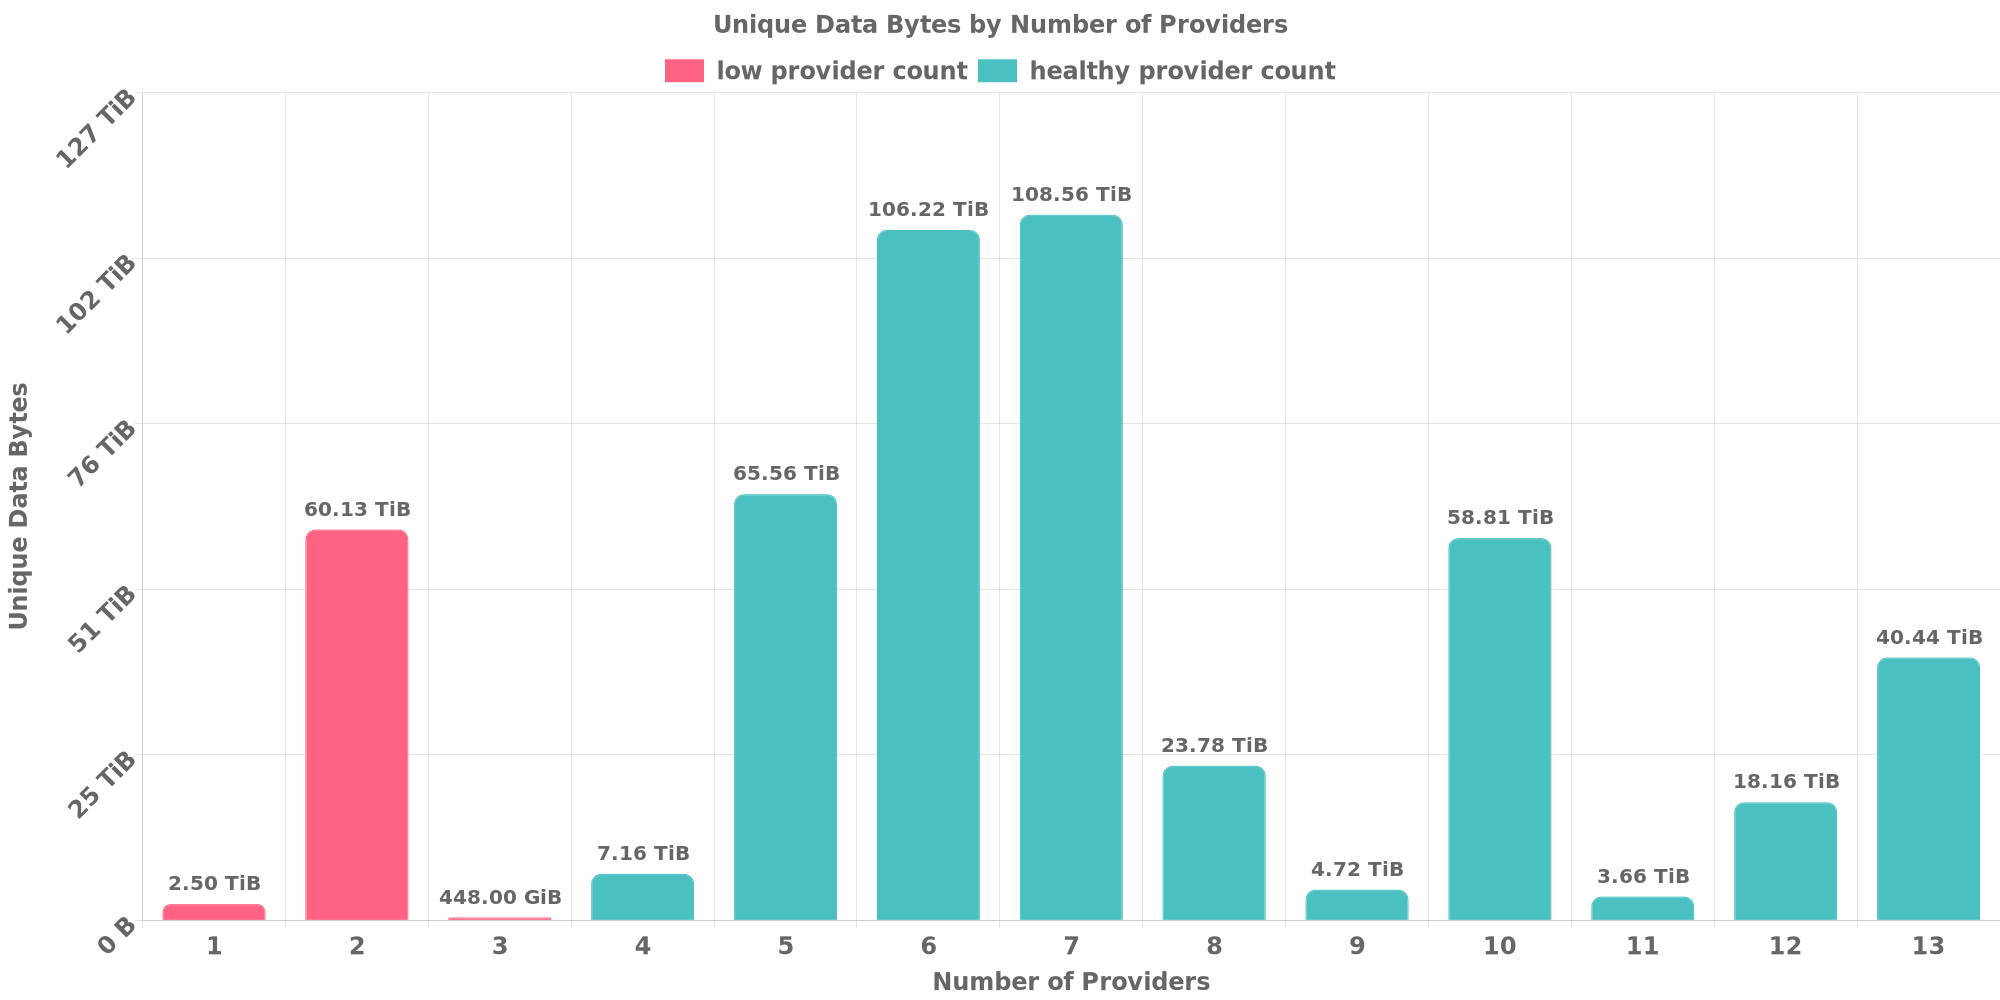 Unique Data Bytes by Number of Providers
low provider count healthy provider count
127 TiB
102 TiB
76 TiB
51 TiB
25 TiB
0 B
Unique Data Bytes
2.50 TiB
60.13 TiB
448.00 GiB
7.16 TiB
65.56 TiB
106.22 TiB
108.56 TiB
23.78 TiB
4.72 TiB
58.81 TiB
3.66 TiB
18.16 TiB
40.44 TiB
1 2 3 4 5 6 7 8 9 10 11 12 13
Number of Providers